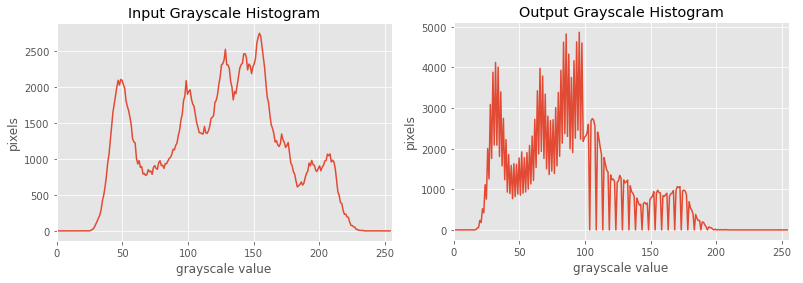 Input Grayscale Histogram
pixels
2500
2000
1500
1000
500
0
0 50 100 150 200 250
grayscale value
Output Grayscale Histogram
pixels
5000
4000
3000
2000
1000
0
0 50 100 150 200 250
grayscale value